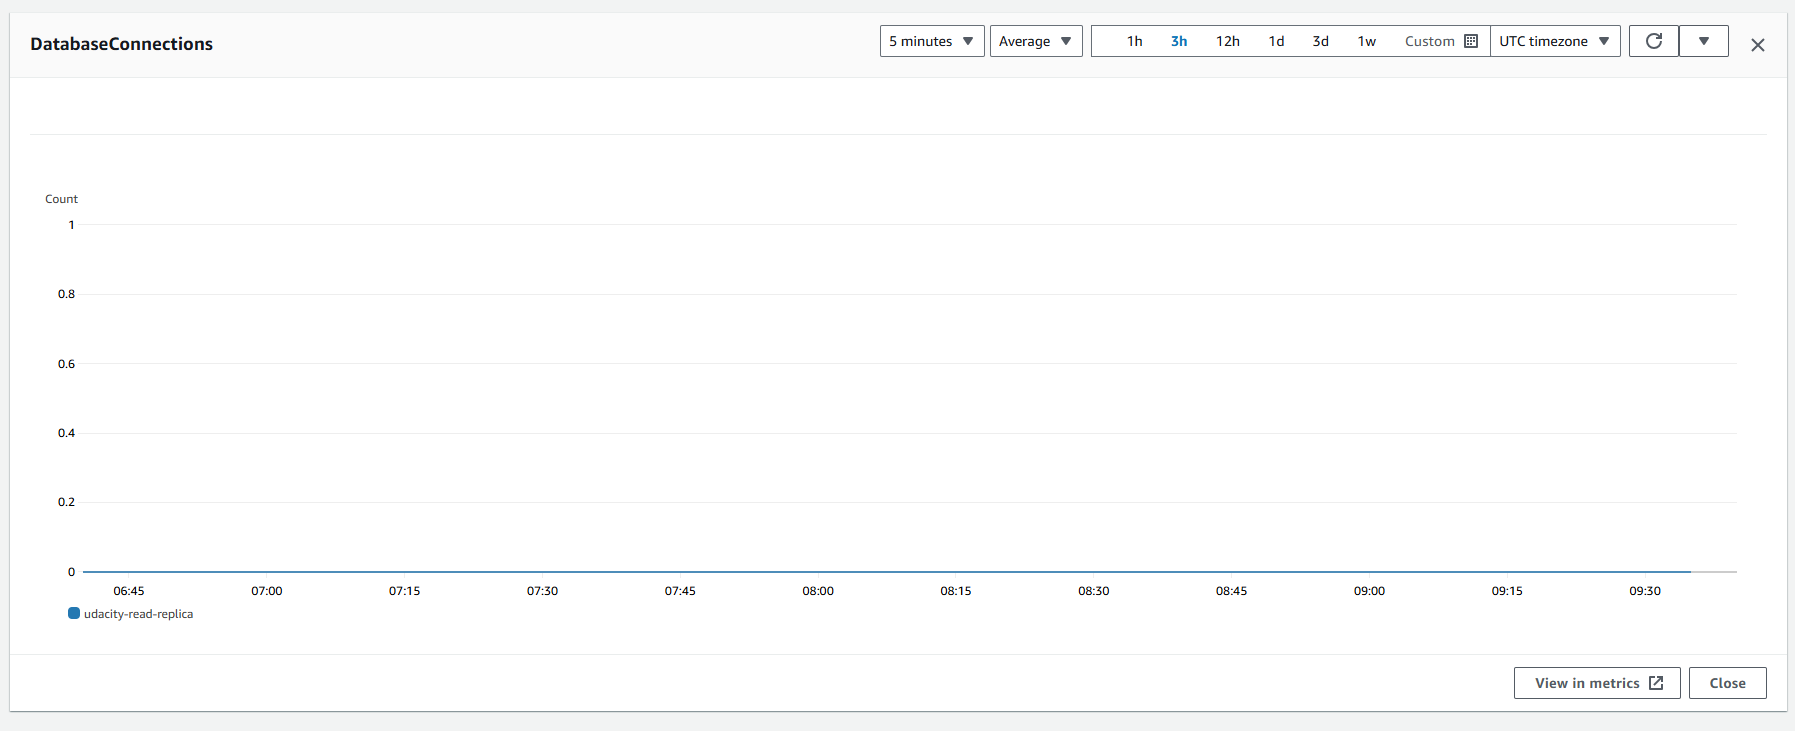 DatabaseConnections
5 minutes Average 1h 3h 12h 1d 3d 1w Custom UTC timezone
Count
1
0.8
0.6
0.4
0.2
0
06:45 07:00 07:15 07:30 07:45 08:00 08:15 08:30 08:45 09:00 09:15 09:30
udacity-read-replica
View in metrics Close